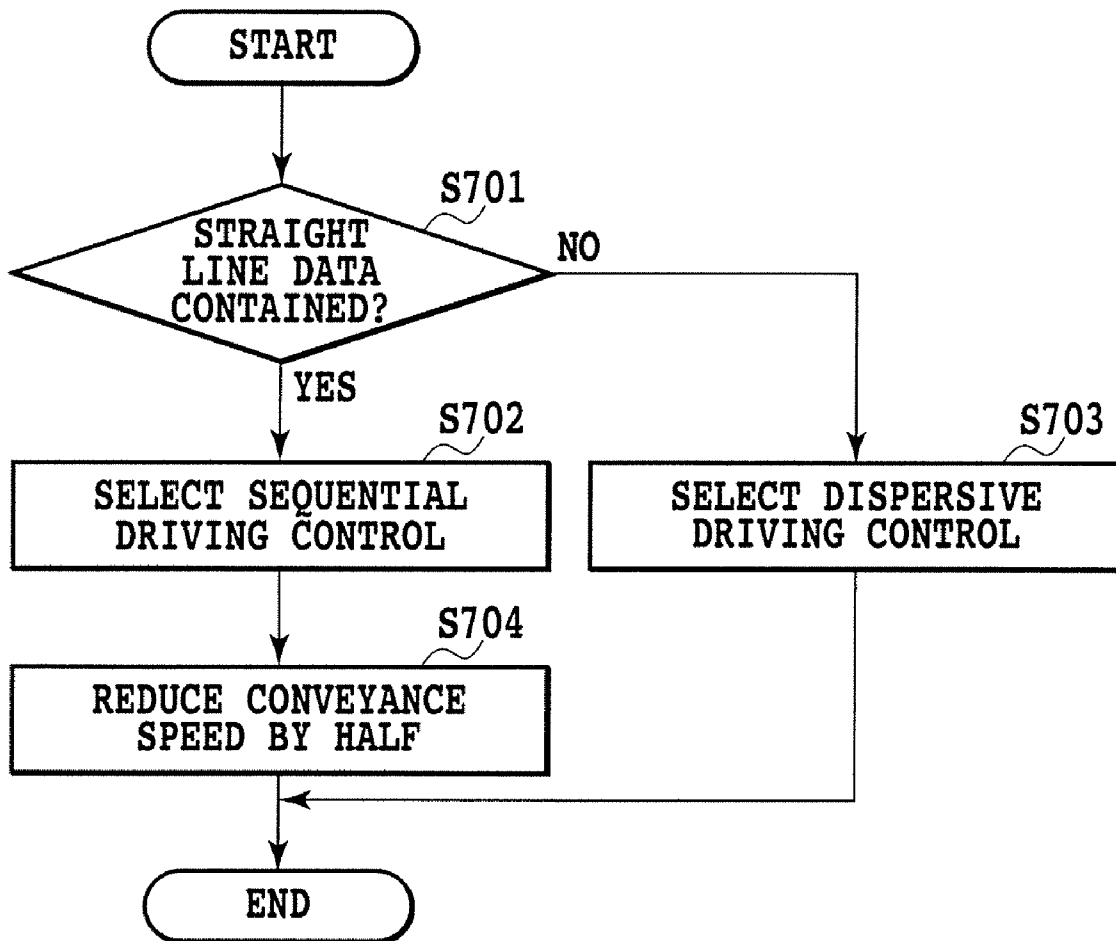 START
S701
STRAIGHT
LINE DATA
CONTAINED?
NO
YES
S702
SELECT SEQUENTIAL
DRIVING CONTROL
S703
SELECT DISPERSIVE
DRIVING CONTROL
S704
REDUCE CONVEYANCE
SPEED BY HALF
END